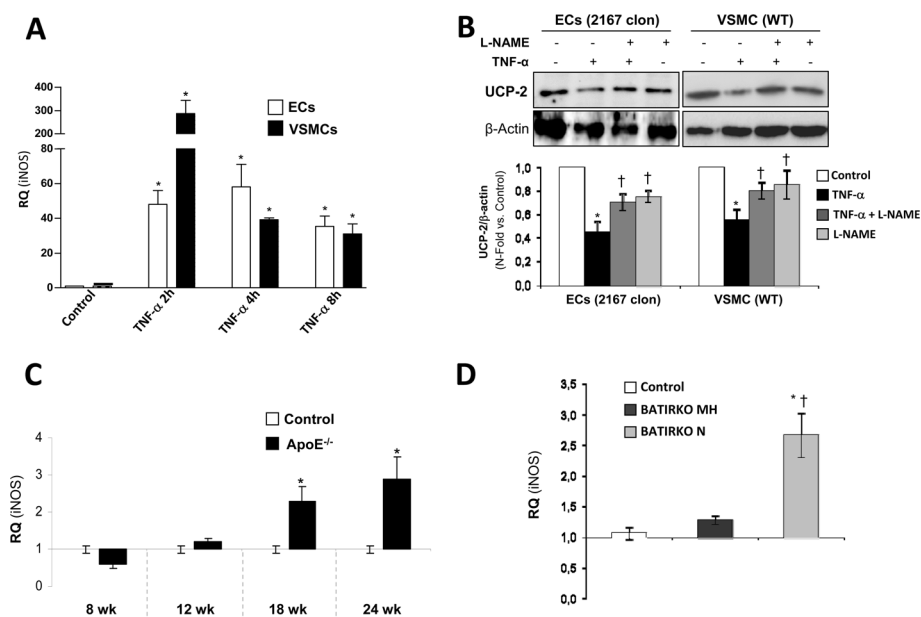 A
RQ (iNOS)
400
300
200
100
80
60
40
20
0
ECs
VSMCs
*
*
*
*
*
*
Control
TNF-α 2h
TNF-α 4h
TNF-α 8h
B
ECs (2167 clon)
VSMC (WT)
L-NAME - - + + - - + +
TNF-α - + + - - + + -
UCP-2
β-Actin
UCP-2/β-actin
(N-Fold vs. Control)
1,0
0,8
0,6
0,4
0,2
0,0
*
†
†
*
†
†
Control
TNF-α
TNF-α + L-NAME
L-NAME
ECs (2167 clon)
VSMC (WT)
C
Control
ApoE-/-
RQ (iNOS)
4
3
2
1
0
*
*
8 wk
12 wk
18 wk
24 wk
D
Control
BATIRKO MH
BATIRKO N
RQ (iNOS)
3,5
3,0
2,5
2,0
1,5
1,0
0,5
0,0
* †